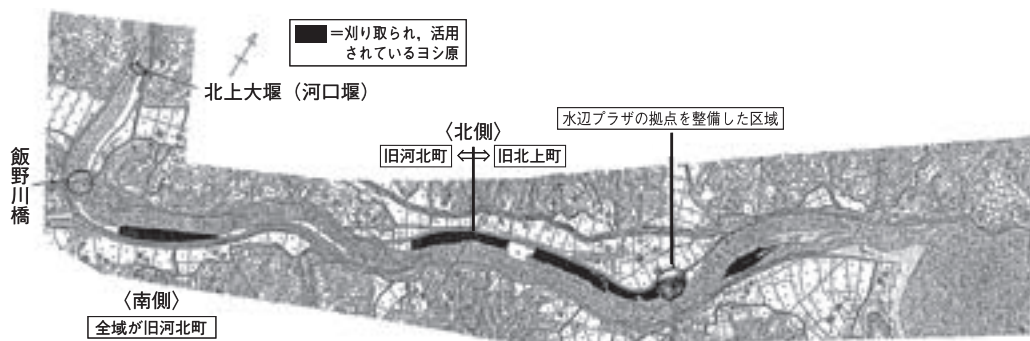 =刈り取られ,活用
されているヨシ原
北上大堰(河口堰)
水辺プラザの拠点を整備した区域
〈北側〉
旧河北町 ⇔ 旧北上町
飯野川橋
〈南側〉
全域が旧河北町